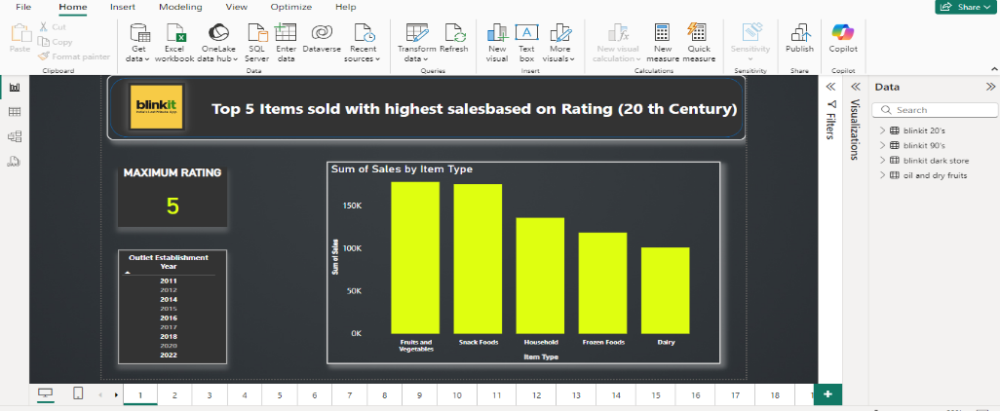 File Home Insert Modeling View Optimize Help Share
Paste
Cut
Copy
Format painter
Clipboard
Get data
Excel workbook
OneLake data hub
SQL Server
Enter data
Dataverse
Recent sources
Data
Transform data
Refresh
Queries
New visual
Text box
More visuals
Insert
New visual calculation
New measure
Quick measure
Calculations
Sensitivity
Sensitivity
Publish
Share
Copilot
Copilot
blinkit
Top 5 Items sold with highest salesbased on Rating (20 th Century)
MAXIMUM RATING
5
Outlet Establishment
Year
2011
2012
2014
2015
2016
2017
2018
2020
2022
Sum of Sales by Item Type
Sum of Sales
150K
100K
50K
0K
Fruits and
Vegetables
Snack Foods
Household
Frozen Foods
Dairy
Item Type
Filters
Visualizations
Data
Search
blinkit 20's
blinkit 90's
blinkit dark store
oil and dry fruits
1 2 3 4 5 6 7 8 9 10 11 12 13 14 15 16 17 18